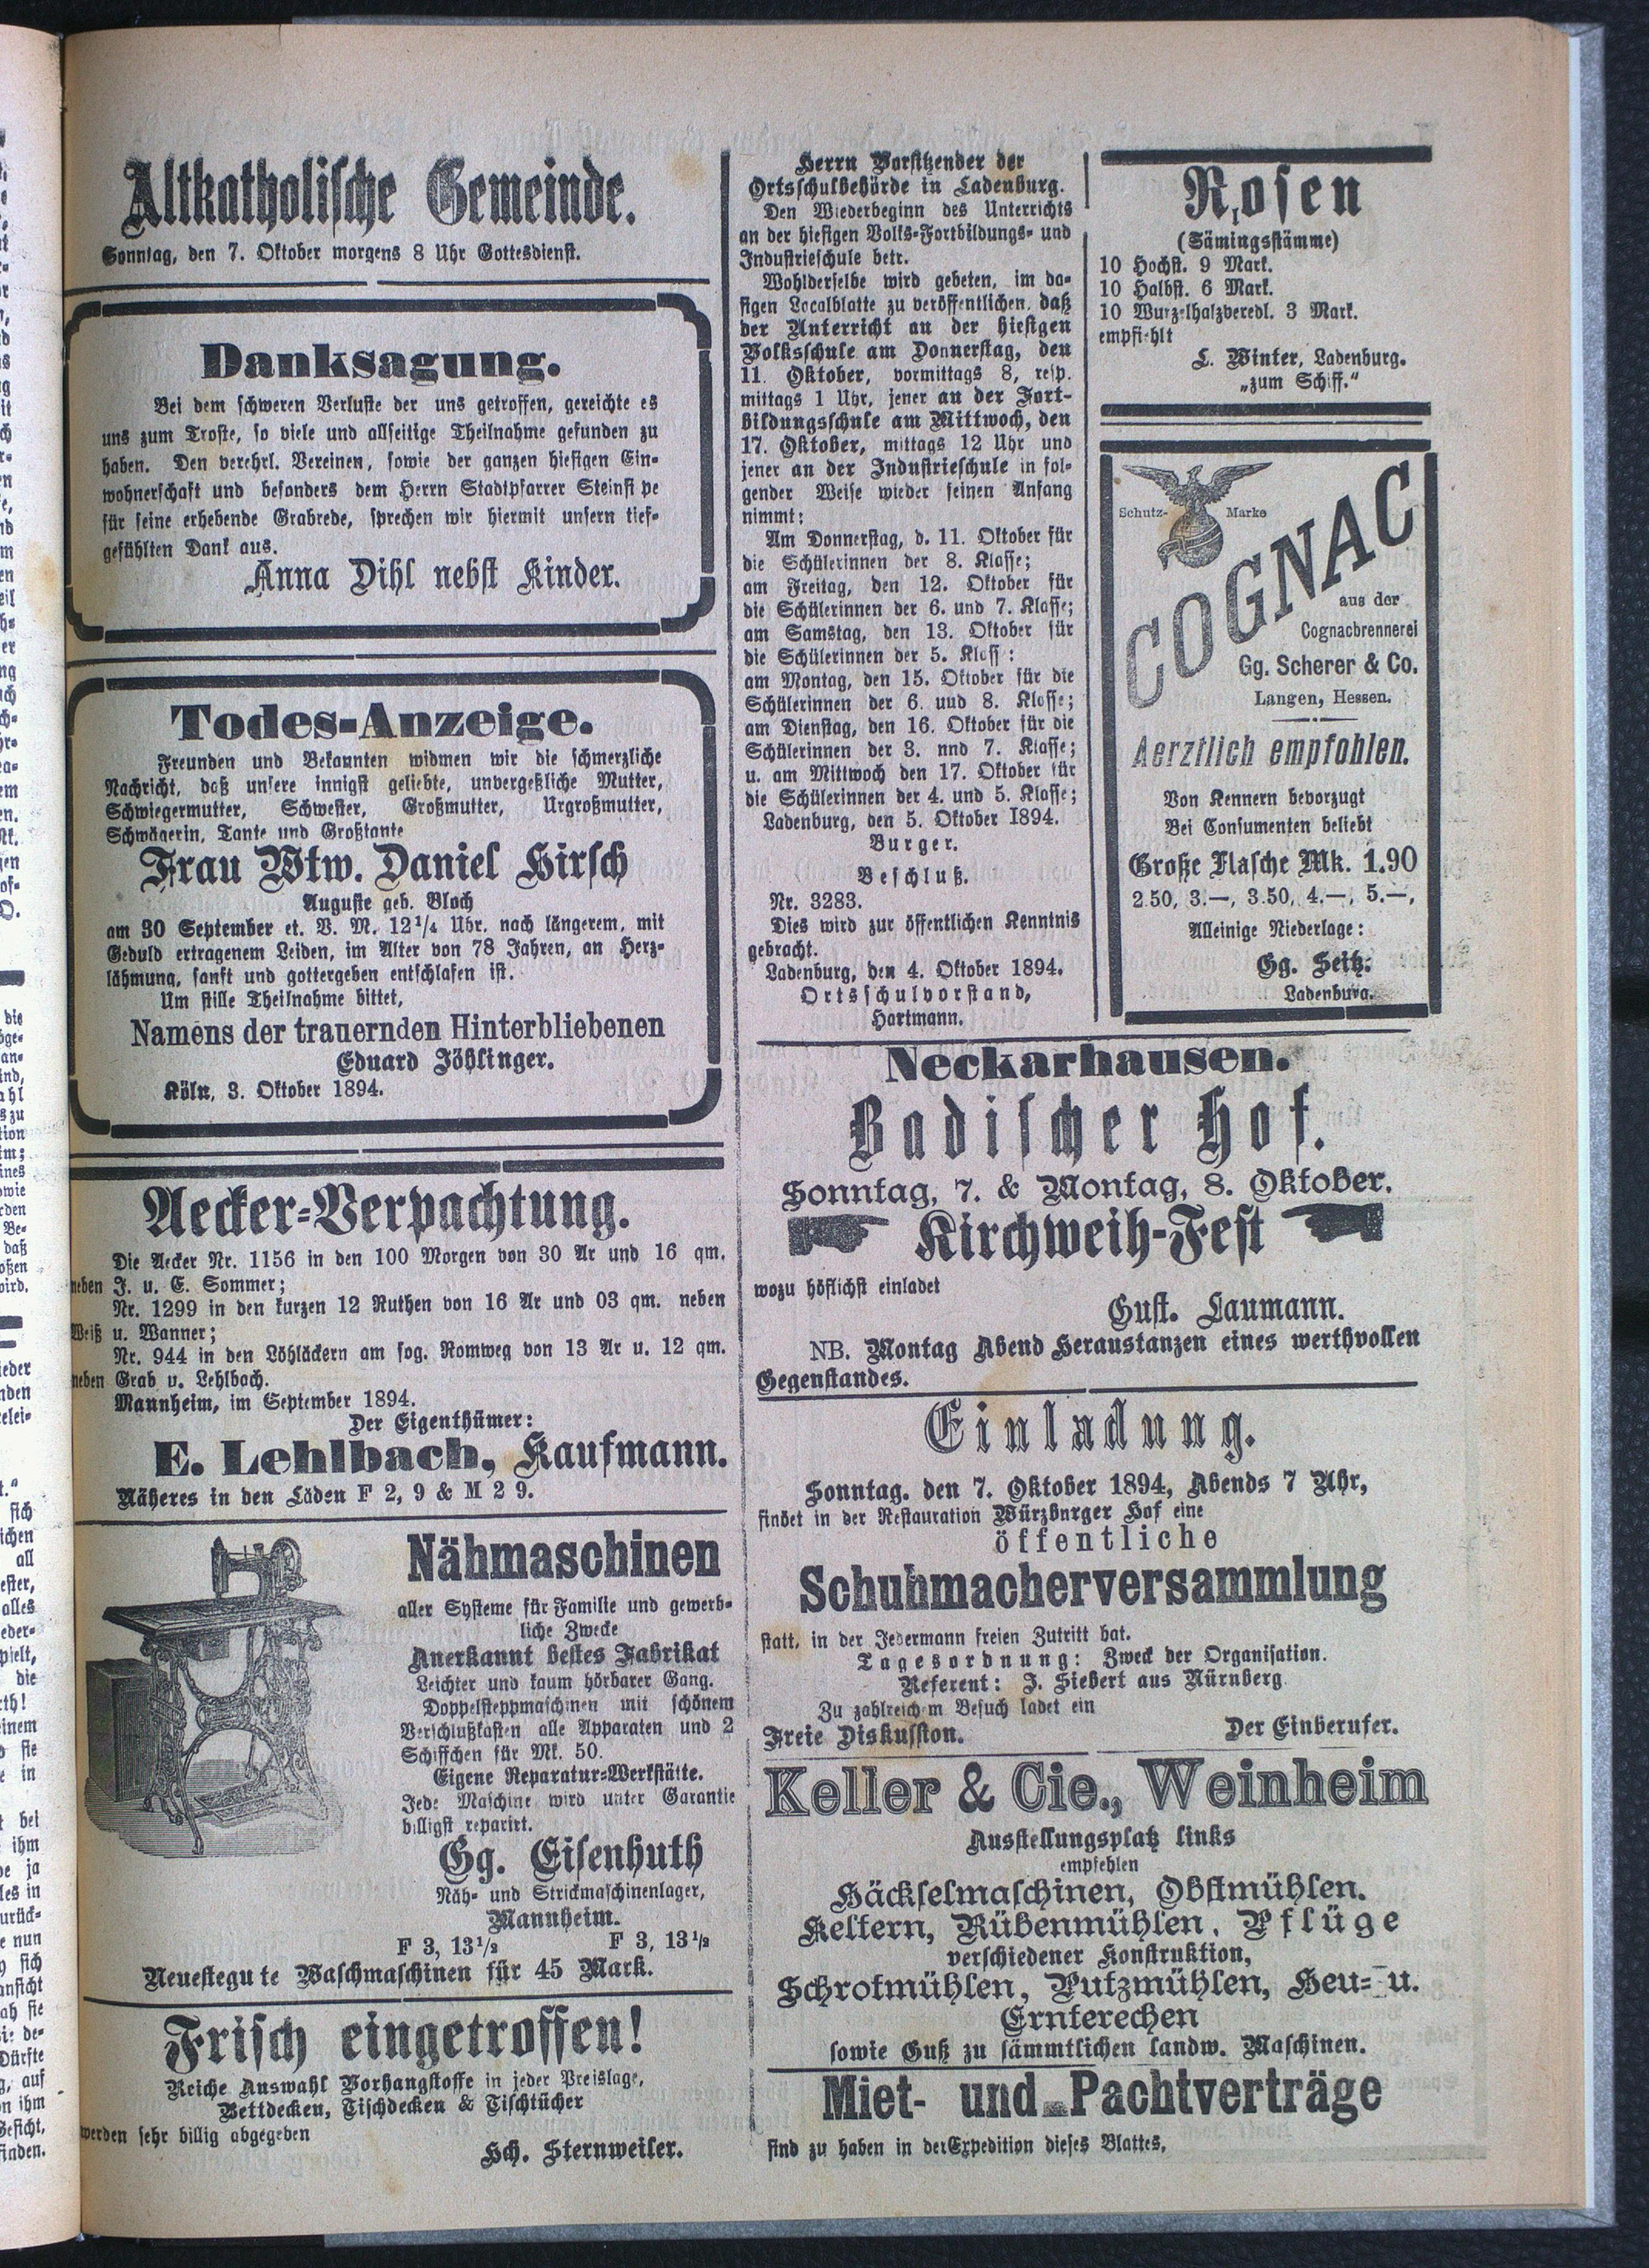 Altkatholische Gemeinde.
Sonntag, den 7. Oktober morgens 8 Uhr Gottesdienst.
Danksagung.
Bei dem schweren Verluste der uns getroffen, gereichte es
uns zum Troste, so viele und allseitige Theilnahme gefunden zu
haben. Den verehrl. Vereinen, sowie der ganzen hiesigen Ein-
wohnerschaft und besonders dem Herrn Stadtpfarrer Steinfi pe
für seine erhebende Grabrede, sprechen wir hiermit unsern tief-
gefühlten Dank aus.
Anna Dihl nebst Kinder.
Todes-Anzeige.
Freunden und Bekannten widmen wir die schmerzliche
Nachricht, daß unsere innigst geliebte, unvergeßliche Mutter,
Schwiegermutter, Schwester, Großmutter, Urgroßmutter,
Schwägerin, Tante und Großtante
Frau Wtw. Daniel Hirsch
Auguste geb. Bloch
am 30 September et. V. M. 12¼ Uhr. nach längerem, mit
Geduld ertragenem Leiden, im Alter von 78 Jahren, an Herz-
lähmung, sanft und gottergeben entschlafen ist.
Um stille Theilnahme bittet,
Namens der trauernden Hinterbliebenen
Eduard Jöhlinger.
Köln, 3. Oktober 1894.
Aecker-Verpachtung.
Die Aecker Nr. 1156 in den 100 Morgen von 30 Ar und 16 qm.
neben J. u. E. Sommer;
Nr. 1299 in den kurzen 12 Ruthen von 16 Ar und 03 qm. neben
Weiß u. Wanner;
Nr. 944 in den Löhläckern am sog. Romweg von 13 Ar u. 12 qm.
neben Grab u. Lehlbach.
Mannheim, im September 1894.
Der Eigenthümer:
E. Lehlbach, Kaufmann.
Näheres in den Läden F 2, 9 & M 2 9.
Nähmaschinen
aller Systeme für Familie und gewerb-
liche Zwecke
Anerkannt bestes Fabrikat
Leichter und kaum hörbarer Gang.
Doppelsteppmaschinen mit schönem
Verschlußkasten alle Apparaten und 2
Schiffchen für Mk. 50.
Eigene Reparatur-Werkstätte.
Jede Maschine wird unter Garantie
billigst reparirt.
Gg. Eisenhuth
Näh- und Strickmaschinenlager,
Mannheim.
F 3, 13½ F 3, 13½
Neuestegute Waschmaschinen für 45 Mark.
Frisch eingetroffen!
Reiche Auswahl Vorhangstoffe in jeder Preislage,
Bettdecken, Tischdecken & Tischtücher
werden sehr billig abgegeben
Hch. Sternweiler.
Herrn Vorsitzender der
Ortsschulbehörde in Ladenburg.
Den Wiederbeginn des Unterrichts
an der hiesigen Volks-Fortbildungs- und
Industrieschule betr.
Wohlderselbe wird gebeten, im da-
sigen Localblatte zu veröffentlichen, daß
der Unterricht an der hiesigen
Volksschule am Donnerstag, den
11. Oktober, vormittags 8, resp.
mittags 1 Uhr, jener an der Fort-
bildungsschule am Mittwoch, den
17. Oktober, mittags 12 Uhr und
jener an der Industrieschule in fol-
gender Weise wieder seinen Anfang
nimmt:
Am Donnerstag, d. 11. Oktober für
die Schülerinnen der 8. Klasse;
am Freitag, den 12. Oktober für
die Schülerinnen der 6. und 7. Klasse;
am Samstag, den 13. Oktober für
die Schülerinnen der 5. Klass :
am Montag, den 15. Oktober für die
Schülerinnen der 6. und 8. Klasse;
am Dienstag, den 16. Oktober für die
Schülerinnen der 3. nnd 7. Klasse;
u. am Mittwoch den 17. Oktober für
die Schülerinnen der 4. und 5. Klasse;
Ladenburg, den 5. Oktober 1894.
Burger.
Beschluß.
Nr. 3283.
Dies wird zur öffentlichen Kenntnis
gebracht.
Ladenburg, den 4. Oktober 1894.
Ortsschulvorstand,
Hartmann.
Rosen
(Sämingsstämme)
10 Hochst. 9 Mark.
10 Halbst. 6 Mark.
10 Wurzelhalzveredl. 3 Mark.
empfiehlt
L. Winter, Ladenburg.
„zum Schiff.“
Schutz- Marke
COGNAC
aus der
Cognacbrennerei
Gg. Scherer & Co.
Langen, Hessen.
Aerztlich empfohlen.
Von Kennern bevorzugt
Bei Consumenten beliebt
Große Flasche Mk. 1.90
2.50, 3.—, 3.50, 4.—, 5.—,
Alleinige Niederlage:
Gg. Seitz:
Ladenburg.
Neckarhausen.
Badischer Hof.
Sonntag, 7. & Montag, 8. Oktober.
Kirchweih-Fest
wozu höflichst einladet
Gust. Laumann.
NB. Montag Abend Heraustanzen eines werthvollen
Gegenstandes.
Einladung.
Sonntag. den 7. Oktober 1894, Abends 7 Uhr,
findet in der Restauration Würzburger Hof eine
öffentliche
Schuhmacherversammlung
statt, in der Jedermann freien Zutritt hat.
Tagesordnung: Zweck der Organisation.
Referent: J. Siebert aus Nürnberg.
Zu zahlreichem Besuch ladet ein
Freie Diskussion. Der Einberufer.
Keller & Cie., Weinheim
Ausstellungsplatz links
empfehlen
Häckselmaschinen, Obstmühlen.
Keltern, Rübenmühlen, Pflüge
verschiedener Konstruktion,
Schrotmühlen, Putzmühlen, Heu- u.
Ernterechen
sowie Guß zu sämmtlichen landw. Maschinen.
Miet- und Pachtverträge
sind zu haben in der Expedition dieses Blattes,